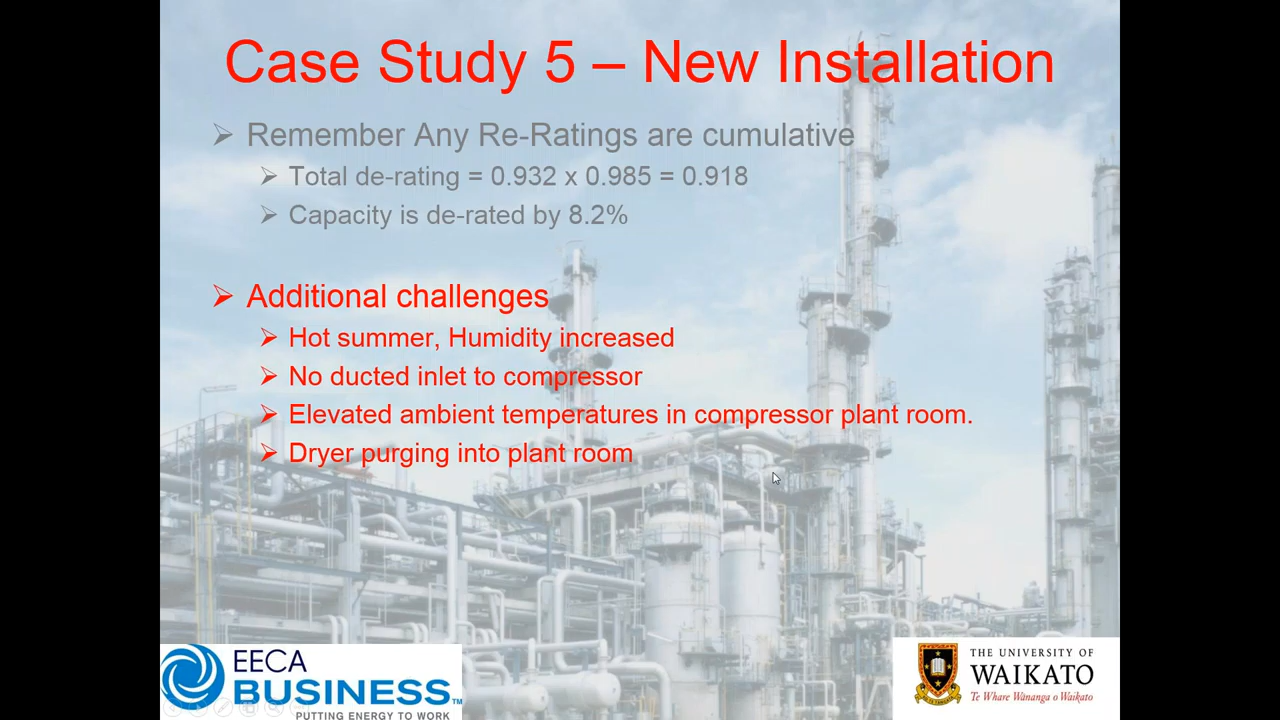 Case Study 5 – New Installation
Remember Any Re-Ratings are cumulative
Total de-rating = 0.932 x 0.985 = 0.918
Capacity is de-rated by 8.2%
Additional challenges
Hot summer, Humidity increased
No ducted inlet to compressor
Elevated ambient temperatures in compressor plant room.
Dryer purging into plant room
EECA
BUSINESS™
PUTTING ENERGY TO WORK
THE UNIVERSITY OF
WAIKATO
Te Whare Wānanga o Waikato